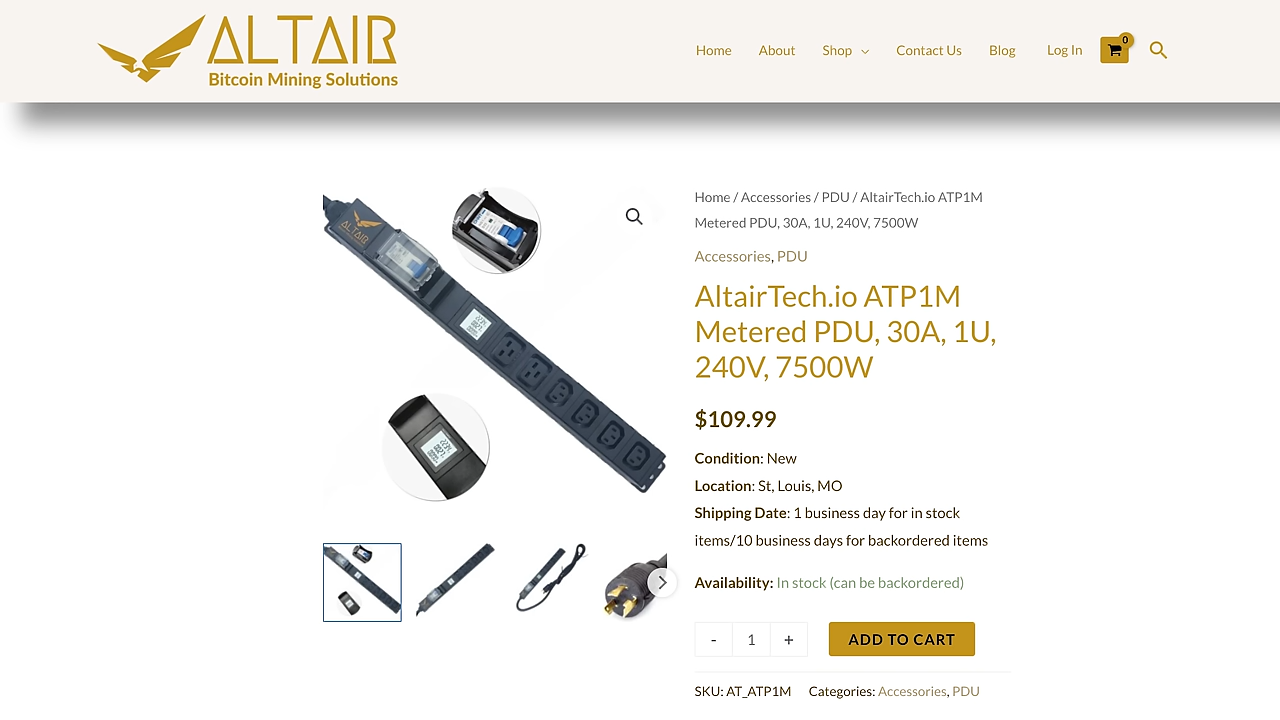 ALTAIR
Bitcoin Mining Solutions
Home
About
Shop
Contact Us
Blog
Log In
0
ALTAIR
Home / Accessories / PDU / AltairTech.io ATP1M
Metered PDU, 30A, 1U, 240V, 7500W
Accessories, PDU
AltairTech.io ATP1M
Metered PDU, 30A, 1U,
240V, 7500W
$109.99
Condition: New
Location: St, Louis, MO
Shipping Date: 1 business day for in stock
items/10 business days for backordered items
Availability: In stock (can be backordered)
- 1 +
ADD TO CART
SKU: AT_ATP1M
Categories: Accessories, PDU